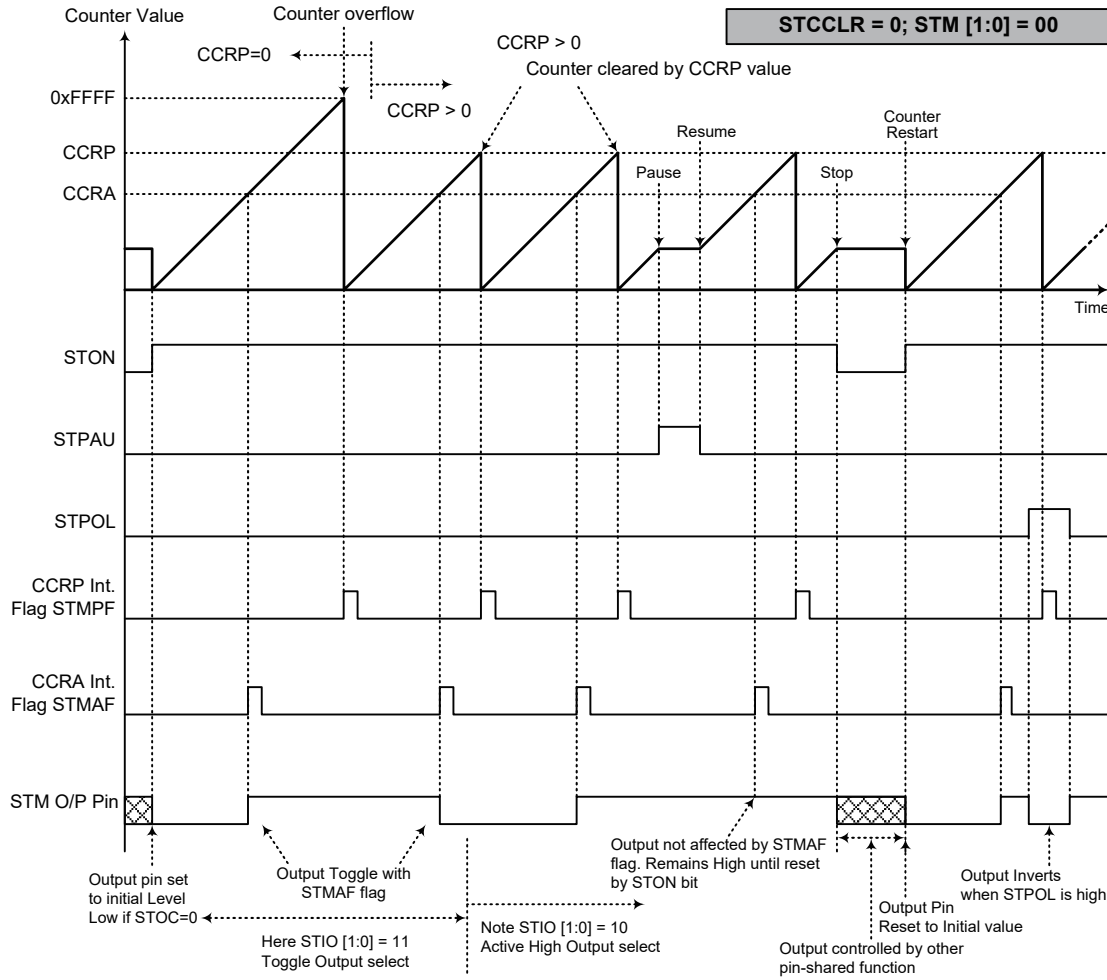 Counter Value
Counter overflow
STCCLR = 0; STM [1:0] = 00
CCRP=0
CCRP > 0
CCRP > 0
Counter cleared by CCRP value
0xFFFF
CCRP
CCRA
Pause
Resume
Stop
Counter
Restart
Time
STON
STPAU
STPOL
CCRP Int.
Flag STMPF
CCRA Int.
Flag STMAF
STM O/P Pin
Output pin set
to initial Level
Low if STOC=0
Output Toggle with
STMAF flag
Output not affected by STMAF
flag. Remains High until reset
by STON bit
Output Inverts
when STPOL is high
Output Pin
Reset to Initial value
Here STIO [1:0] = 11
Toggle Output select
Note STIO [1:0] = 10
Active High Output select
Output controlled by other
pin-shared function